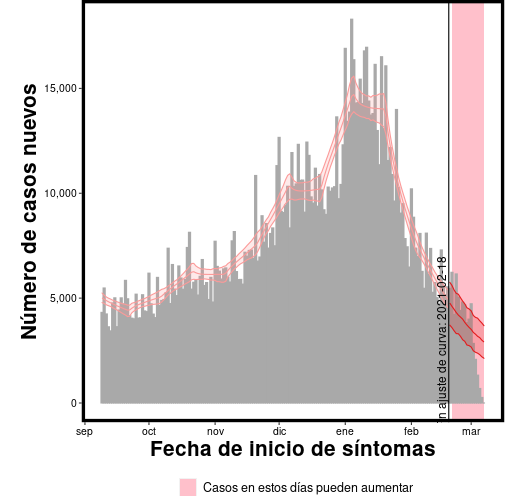 Número de casos nuevos
15,000
10,000
5,000
0
n ajuste de curva: 2021-02-18
sep oct nov dic ene feb mar
Fecha de inicio de síntomas
Casos en estos días pueden aumentar